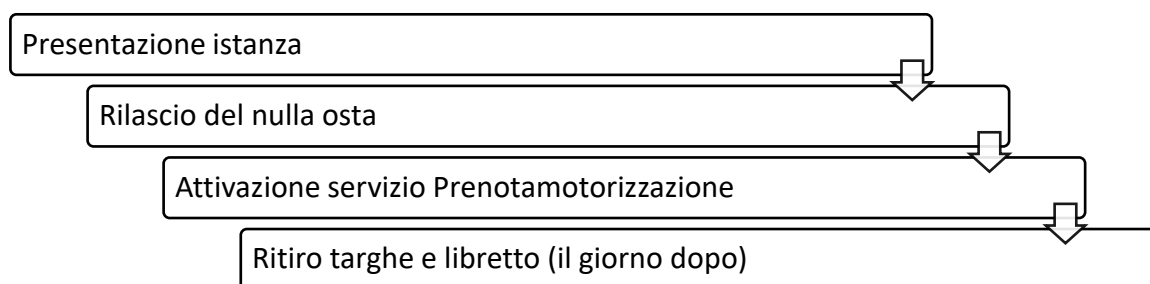 Presentazione istanza
Rilascio del nulla osta
Attivazione servizio Prenotamotorizzazione
Ritiro targhe e libretto (il giorno dopo)